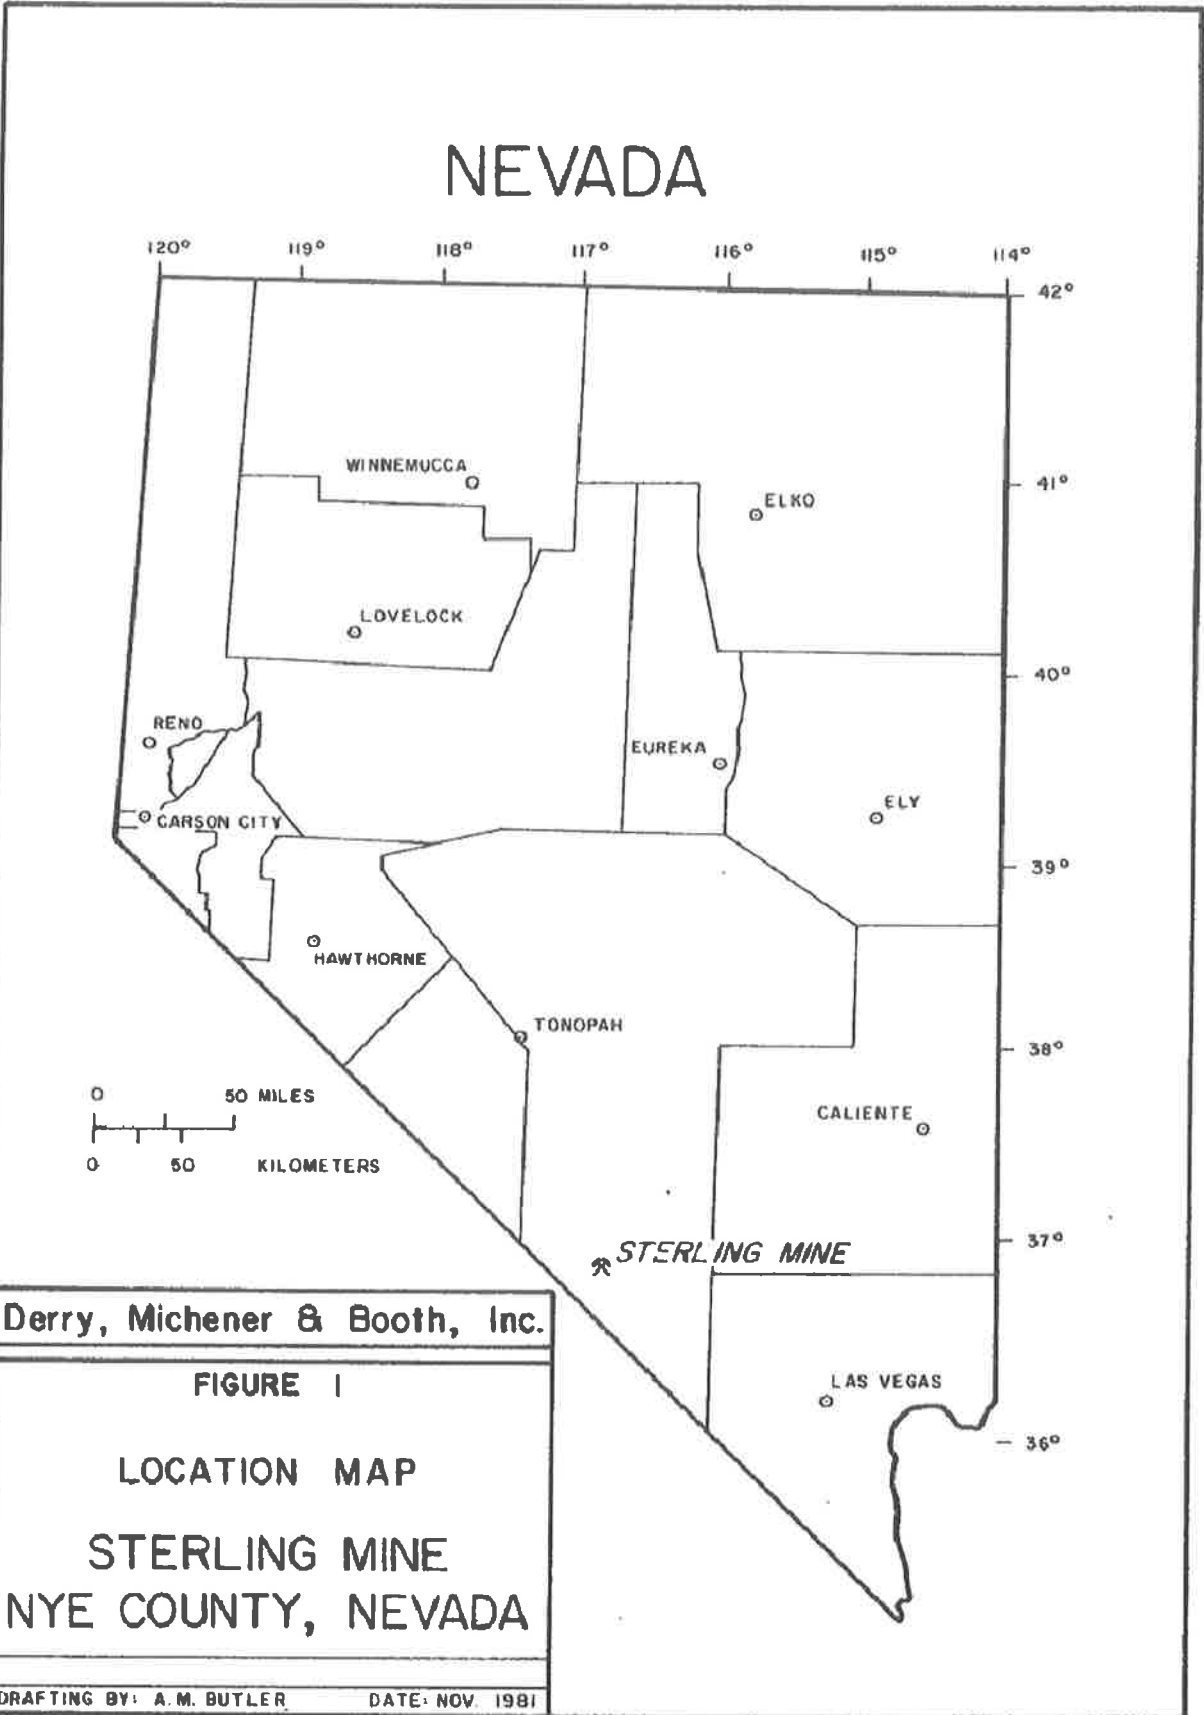 NEVADA
120° 119° 118° 117° 116° 115° 114°
42°
WINNEMUCCA
41°
ELKO
LOVELOCK
40°
RENO
EUREKA
ELY
CARSON CITY
39°
HAWTHORNE
TONOPAH
38°
0 50 MILES
CALIENTE
0 50 KILOMETERS
37°
STERLING MINE
Derry, Michener & Booth, Inc.
FIGURE 1
LAS VEGAS
36°
LOCATION MAP
STERLING MINE
NYE COUNTY, NEVADA
DRAFTING BY: A.M. BUTLER DATE: NOV. 1981